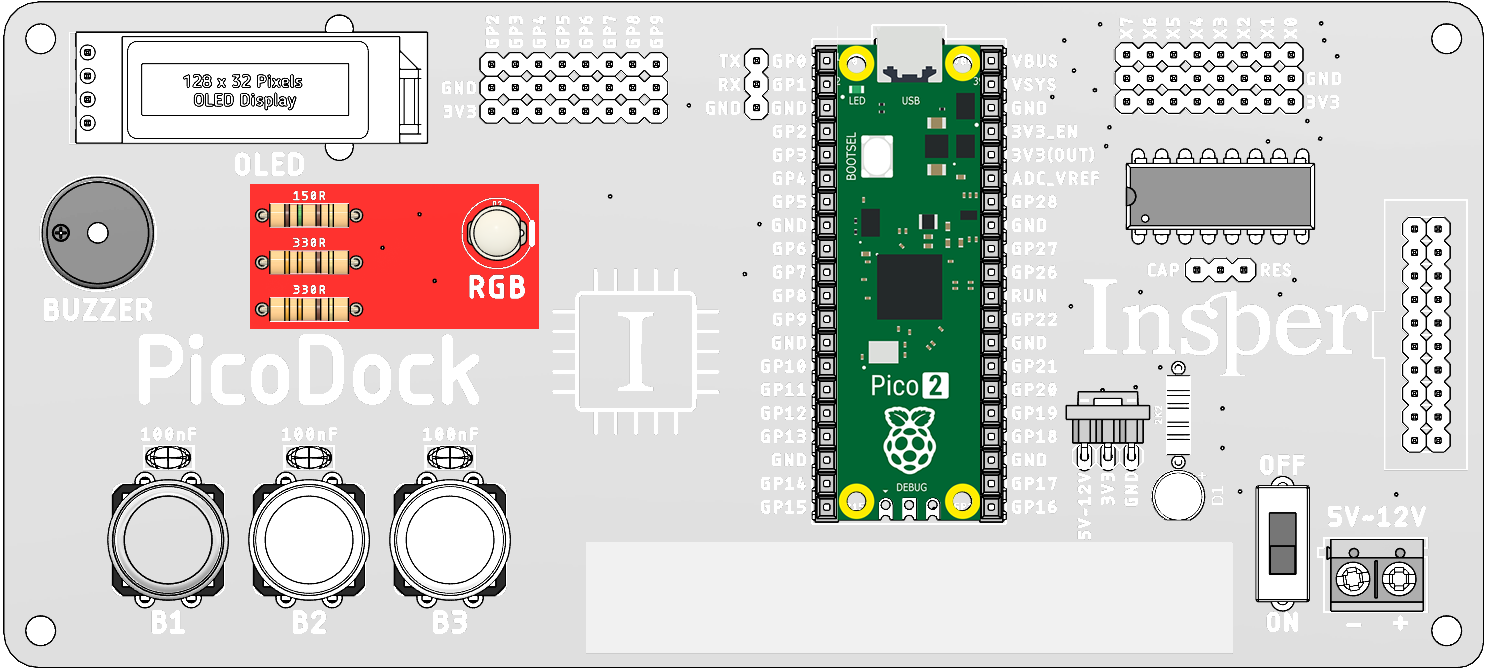 GP2 GP3 GP4 GP5 GP6 GP7 GP8 GP9
GND
3V3
128 x 32 Pixels
OLED Display
OLED
TX
RX
GND
GP0
GP1
GND
GP2
GP3
GP4
GP5
GND
GP6
GP7
GP8
GP9
GND
GP10
GP11
GP12
GP13
GND
GP14
GP15
LED
USB
BOOTSEL
Pico 2
DEBUG
VBUS
VSYS
GND
3V3_EN
3V3(OUT)
ADC_VREF
GP28
GND
GP27
GP26
RUN
GP22
GND
GP21
GP20
GP19
GP18
GND
GP17
GP16
X7 X6 X5 X4 X3 X2 X1 X0
GND
3V3
CAP
RES
Insper
BUZZER
150R
330R
330R
RGB
PicoDock
I
100nF 100nF 100nF
B1 B2 B3
5V-12V 3V3 GND
D1
OFF
ON
5V~12V
- +